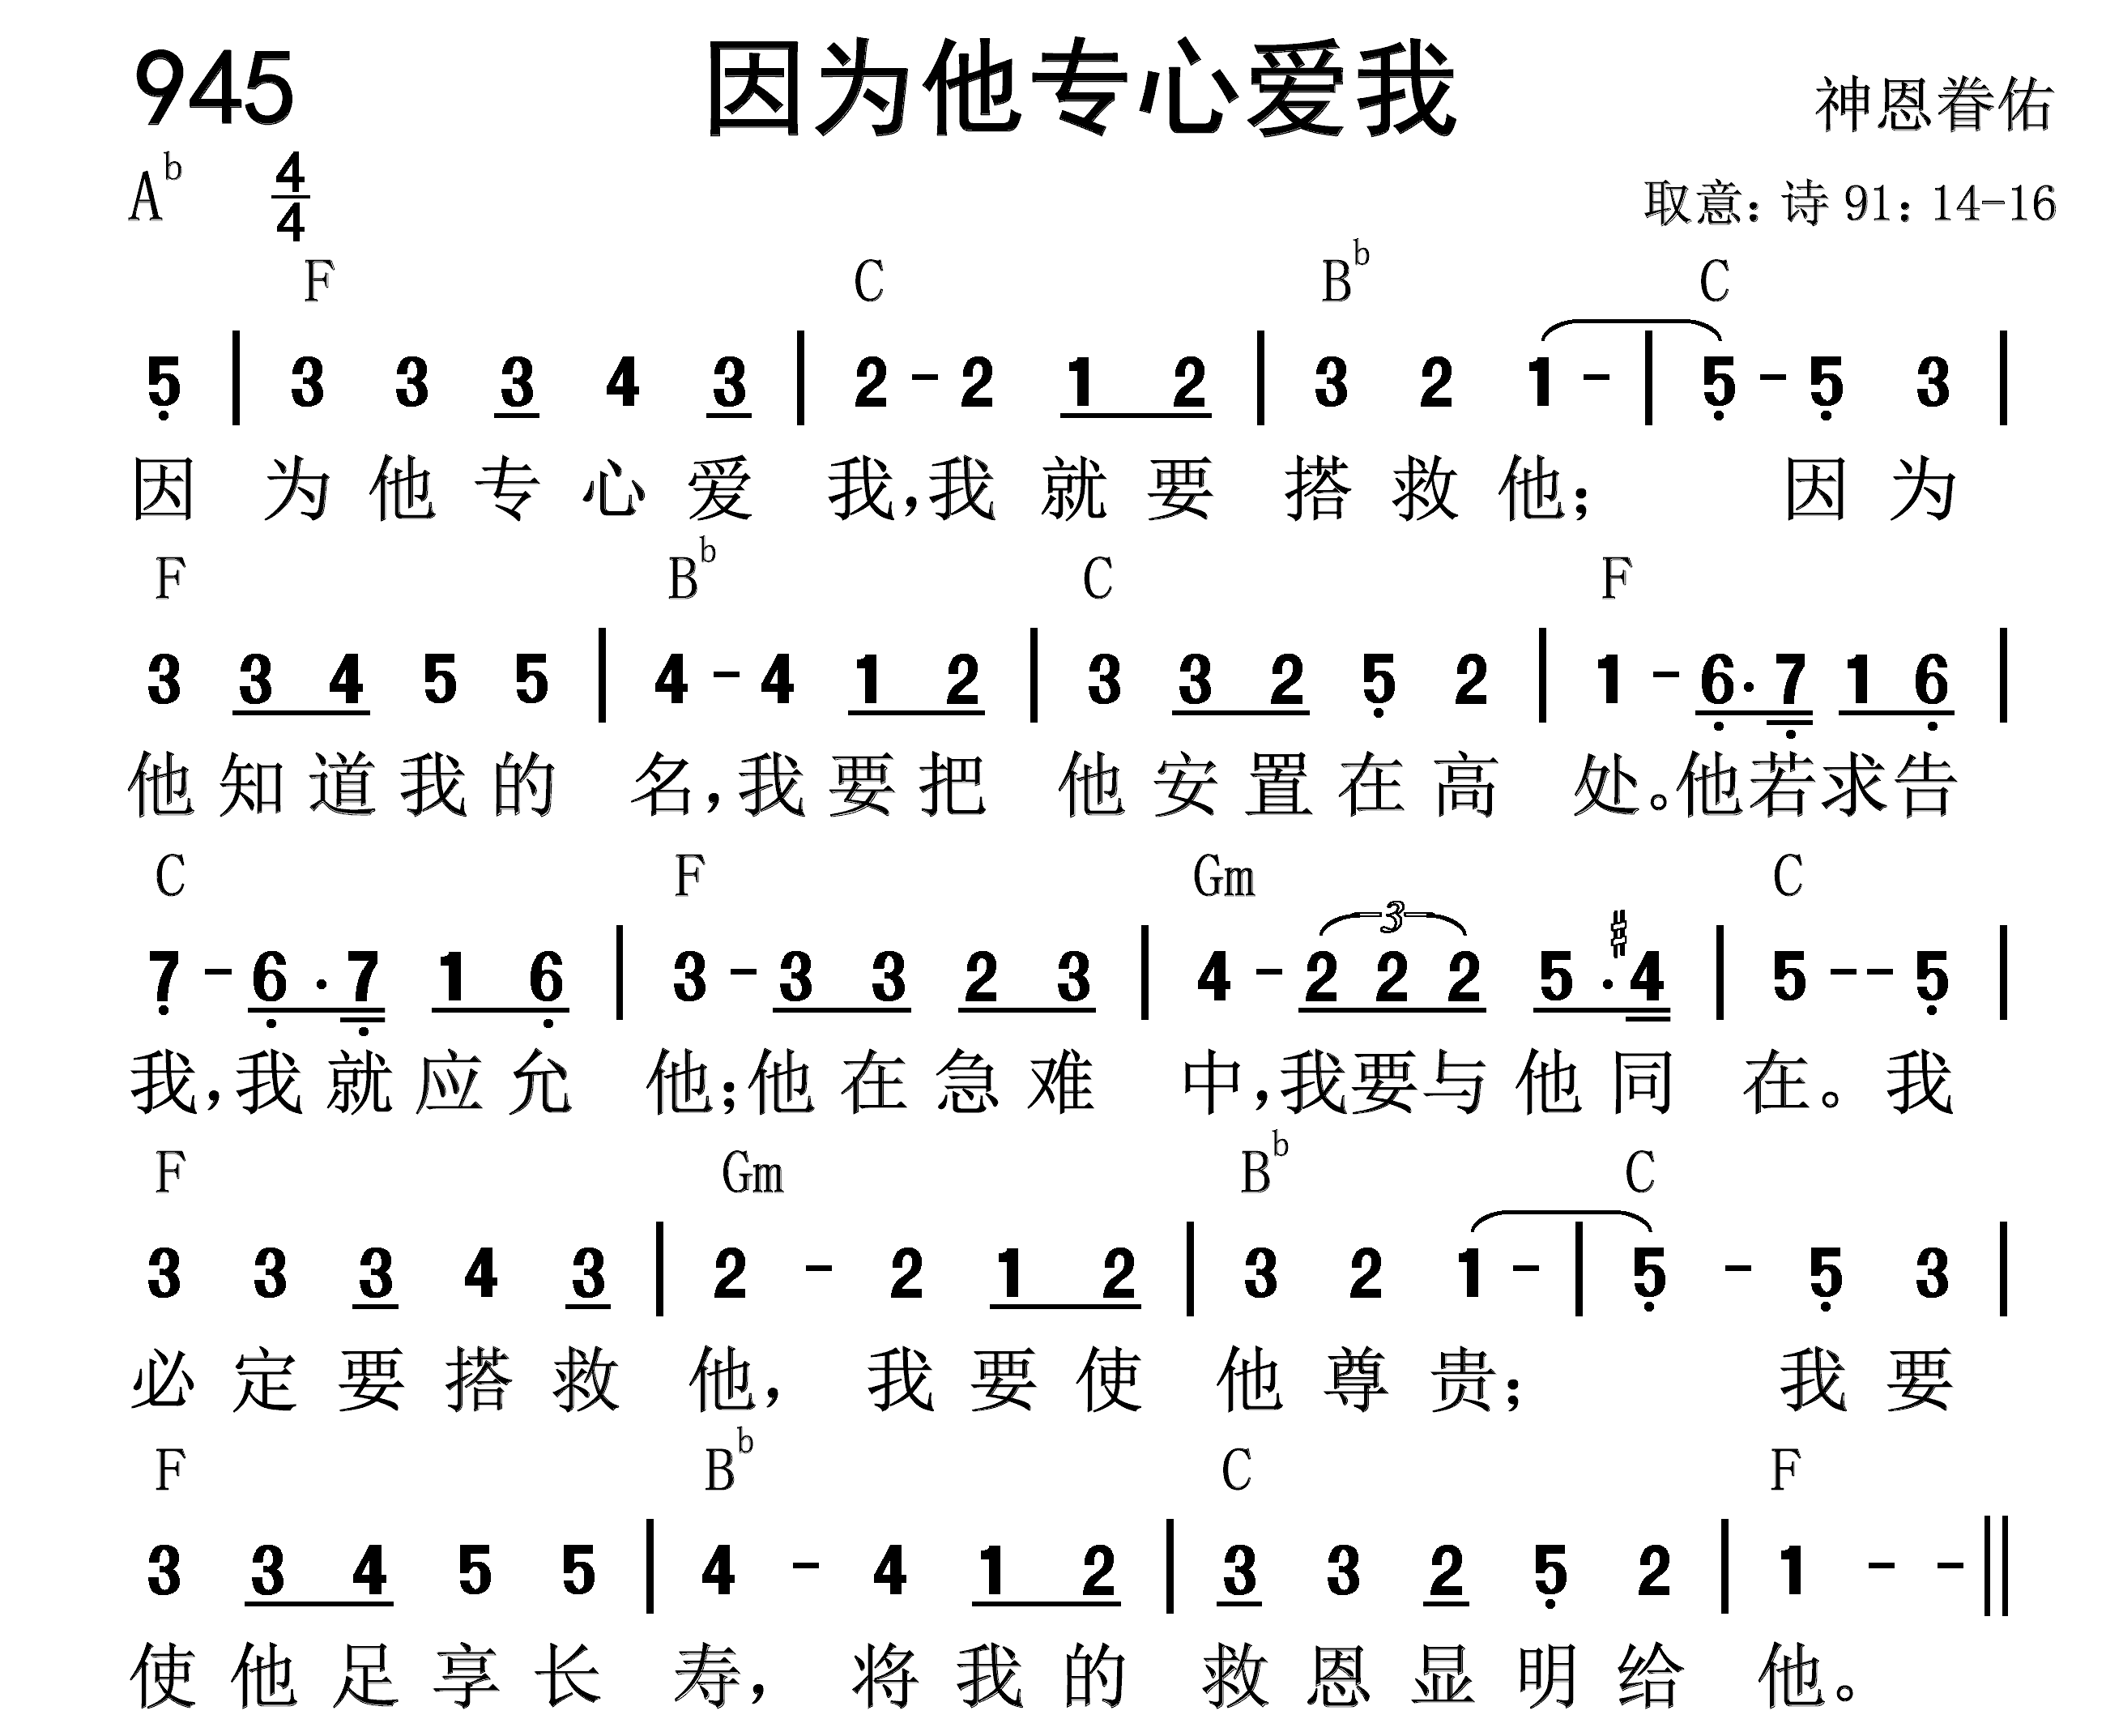 945 因为他专心爱我 神恩眷佑
A♭ 4/4 取意：诗 91：14-16
F C B♭ C
5 | 3 3 3 4 3 | 2 - 2 1 2 | 3 2 1 - | 5 - 5 3 |
因 为 他 专 心 爱 我，我 就 要 搭 救 他； 因 为
F B♭ C F
3 3 4 5 5 | 4 - 4 1 2 | 3 3 2 5 2 | 1 - 6 · 7 1 6 |
他 知 道 我 的 名，我 要 把 他 安 置 在 高 处。他 若 求 告
C F Gm C
7 - 6 · 7 1 6 | 3 - 3 3 2 3 | 4 - 3 2 2 2 5 · #4 | 5 - - 5 |
我，我 就 应 允 他；他 在 急 难 中，我 要 与 他 同 在。 我
F Gm B♭ C
3 3 3 4 3 | 2 - 2 1 2 | 3 2 1 - | 5 - 5 3 |
必 定 要 搭 救 他， 我 要 使 他 尊 贵； 我 要
F B♭ C F
3 3 4 5 5 | 4 - 4 1 2 | 3 3 2 5 2 | 1 - - ||
使 他 足 享 长 寿， 将 我 的 救 恩 显 明 给 他。